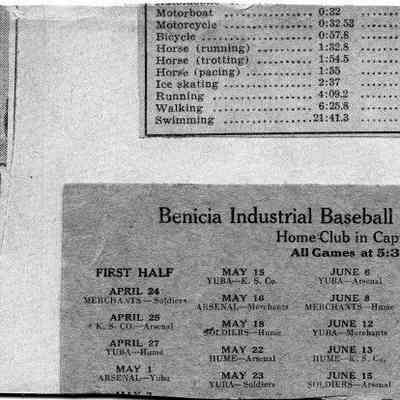 Motorboat ............ 0:32 .......
Motorcycle ............ 0:32.53 .......
Bicycle ............ 0:57.8 .......
Horse (running) ............ 1:32.8 .......
Horse (trotting) ............ 1:54.5 .......
Horse (pacing) ............ 1:55 .......
Ice skating ............ 2:37 .......
Running ............ 4:09.2 .......
Walking ............ 6:25.8 .......
Swimming ............ 21:41.3 .......
Benicia Industrial Baseball
Home Club in Cap
All Games at 5:3
FIRST HALF
APRIL 24
MERCHANTS—Soldiers
APRIL 25
K. S. CO.—Arsenal
APRIL 27
YUBA—Hume
MAY 1
ARSENAL—Yuba
MAY 15
YUBA—K. S. Co.
MAY 16
ARSENAL—Merchants
MAY 18
SOLDIERS—Hume
MAY 22
HUME—Arsenal
MAY 23
YUBA—Soldiers
JUNE 6
YUBA—Arsenal
JUNE 8
MERCHANTS—Hume
JUNE 12
YUBA—Merchants
JUNE 13
HUME—K. S. Co.
JUNE 15
SOLDIERS—Arsenal